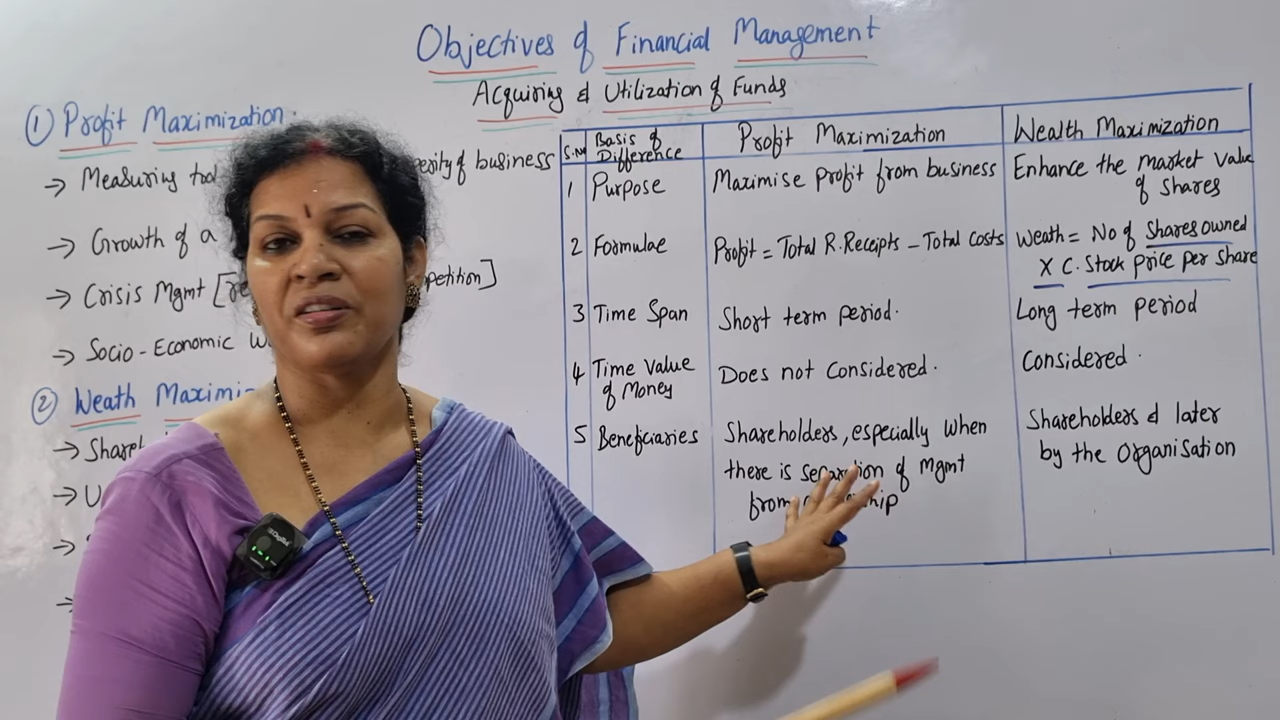 Objectives of Financial Management
Acquiring & Utilization of Funds
① Profit Maximization:
→ Measuring perity of business
→ Growth of a
→ Crisis Mgmt petition]
→ Socio-Economic
② Weath Maximiz
→
→
→
→
S.No Basis of Difference Profit Maximization Wealth Maximization
1 Purpose Maximise profit from business Enhance the market value
of shares
2 Formulae Profit = Total R.Receipts – Total Costs Weath = No of Shares owned
X C. Stock price per share
3 Time Span Short term period. Long term period
4 Time Value of Money Does not Considered. Considered.
5 Beneficiaries Shareholders, especially when
there is separation of Mgmt
from
Shareholders & later
by the Organisation